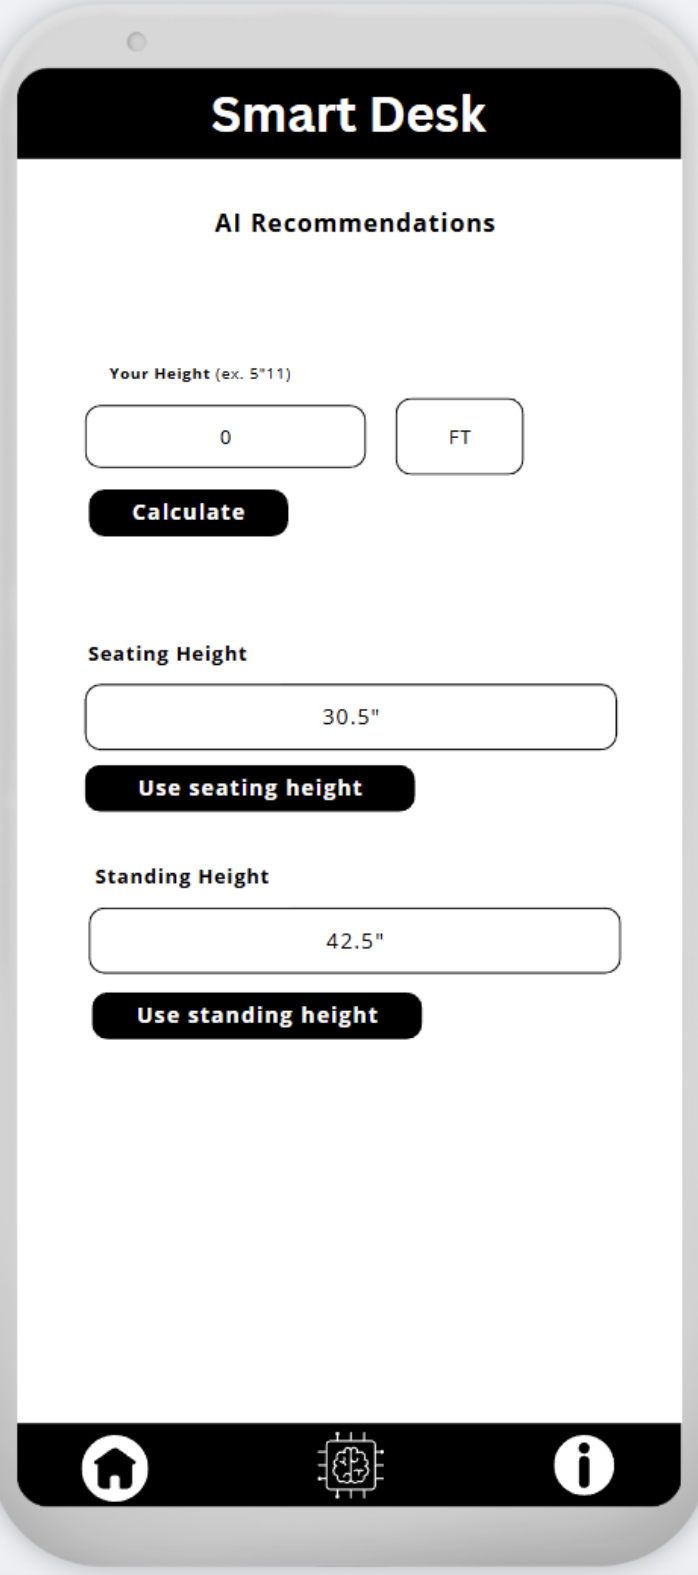 Smart Desk
AI Recommendations
Your Height (ex. 5"11)
0
FT
Calculate
Seating Height
30.5"
Use seating height
Standing Height
42.5"
Use standing height